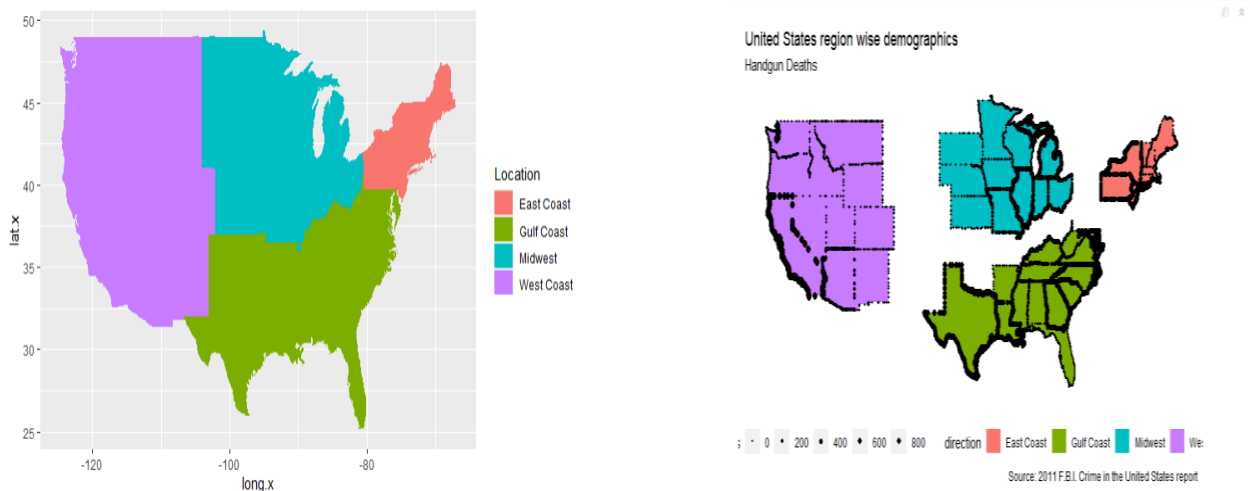 50
45
40
35
30
25
lat.x
-120
-100
-80
long.x
Location
East Coast
Gulf Coast
Midwest
West Coast
United States region wise demographics
Handgun Deaths
0 200 400 600 800 direction East Coast Gulf Coast Midwest We
Source: 2011 F.B.I. Crime in the United States report